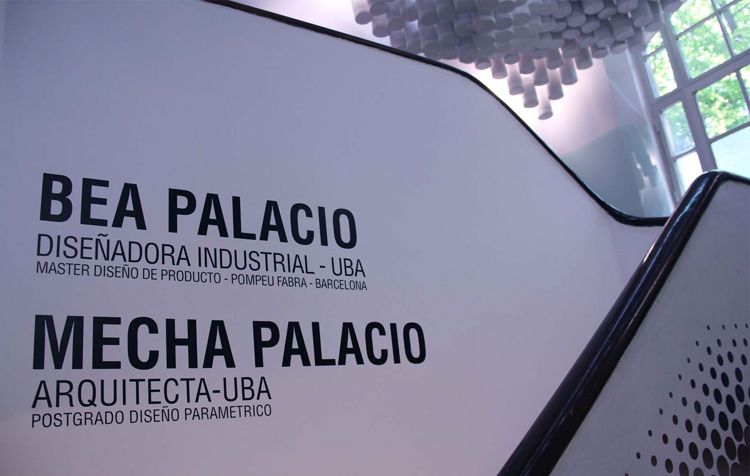 BEA PALACIO
DISEÑADORA INDUSTRIAL - UBA
MASTER DISEÑO DE PRODUCTO - POMPEU FABRA - BARCELONA
MECHA PALACIO
ARQUITECTA-UBA
POSTGRADO DISEÑO PARAMETRICO